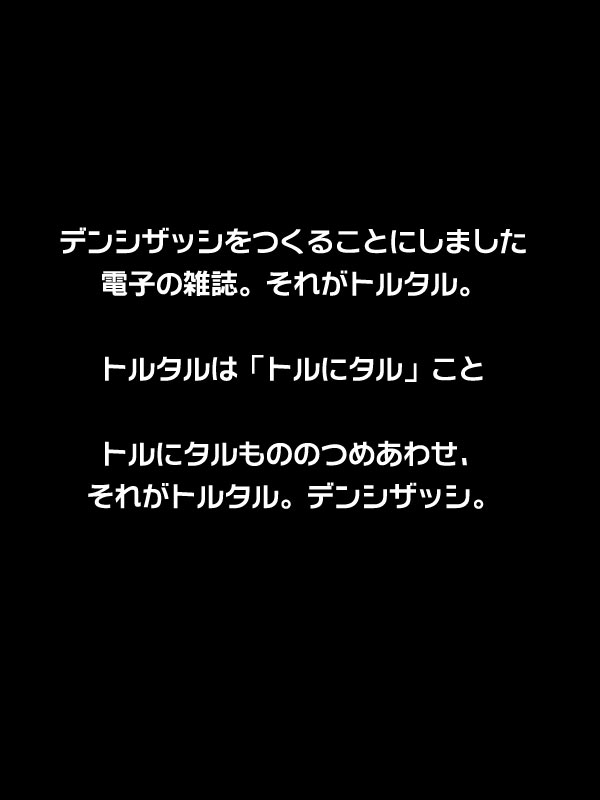 デンシザッシをつくることにしました
電子の雑誌。それがトルタル。
トルタルは「トルにタル」こと
トルにタルもののつめあわせ、
それがトルタル。デンシザッシ。